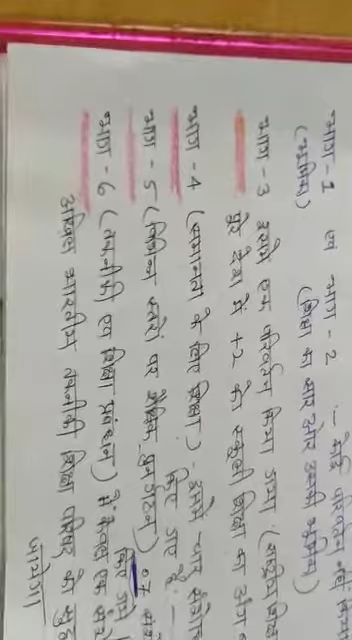 भाग-1 एवं भाग-2 - कोई परिवर्तन नहीं किया
(भूमिका) (शिक्षा का सार और उसकी भूमिका)
भाग-3 इसमें एक परिवर्तन किया गया (राष्ट्रीय शिक्षा
पूरे देश में +2 को स्कूली शिक्षा का अंग
भाग-4 (समानता के लिए शिक्षा) - इसमें चार संशोधन
किए गए हैं -
भाग-5 (विभिन्न स्तरों पर शैक्षिक पुनर्गठन) 07
किए गये
भाग-6 (तकनीकी एवं शिक्षा प्रबंधन) में केवल एक
अखिल भारतीय तकनीकी शिक्षा परिषद को
जायेगा